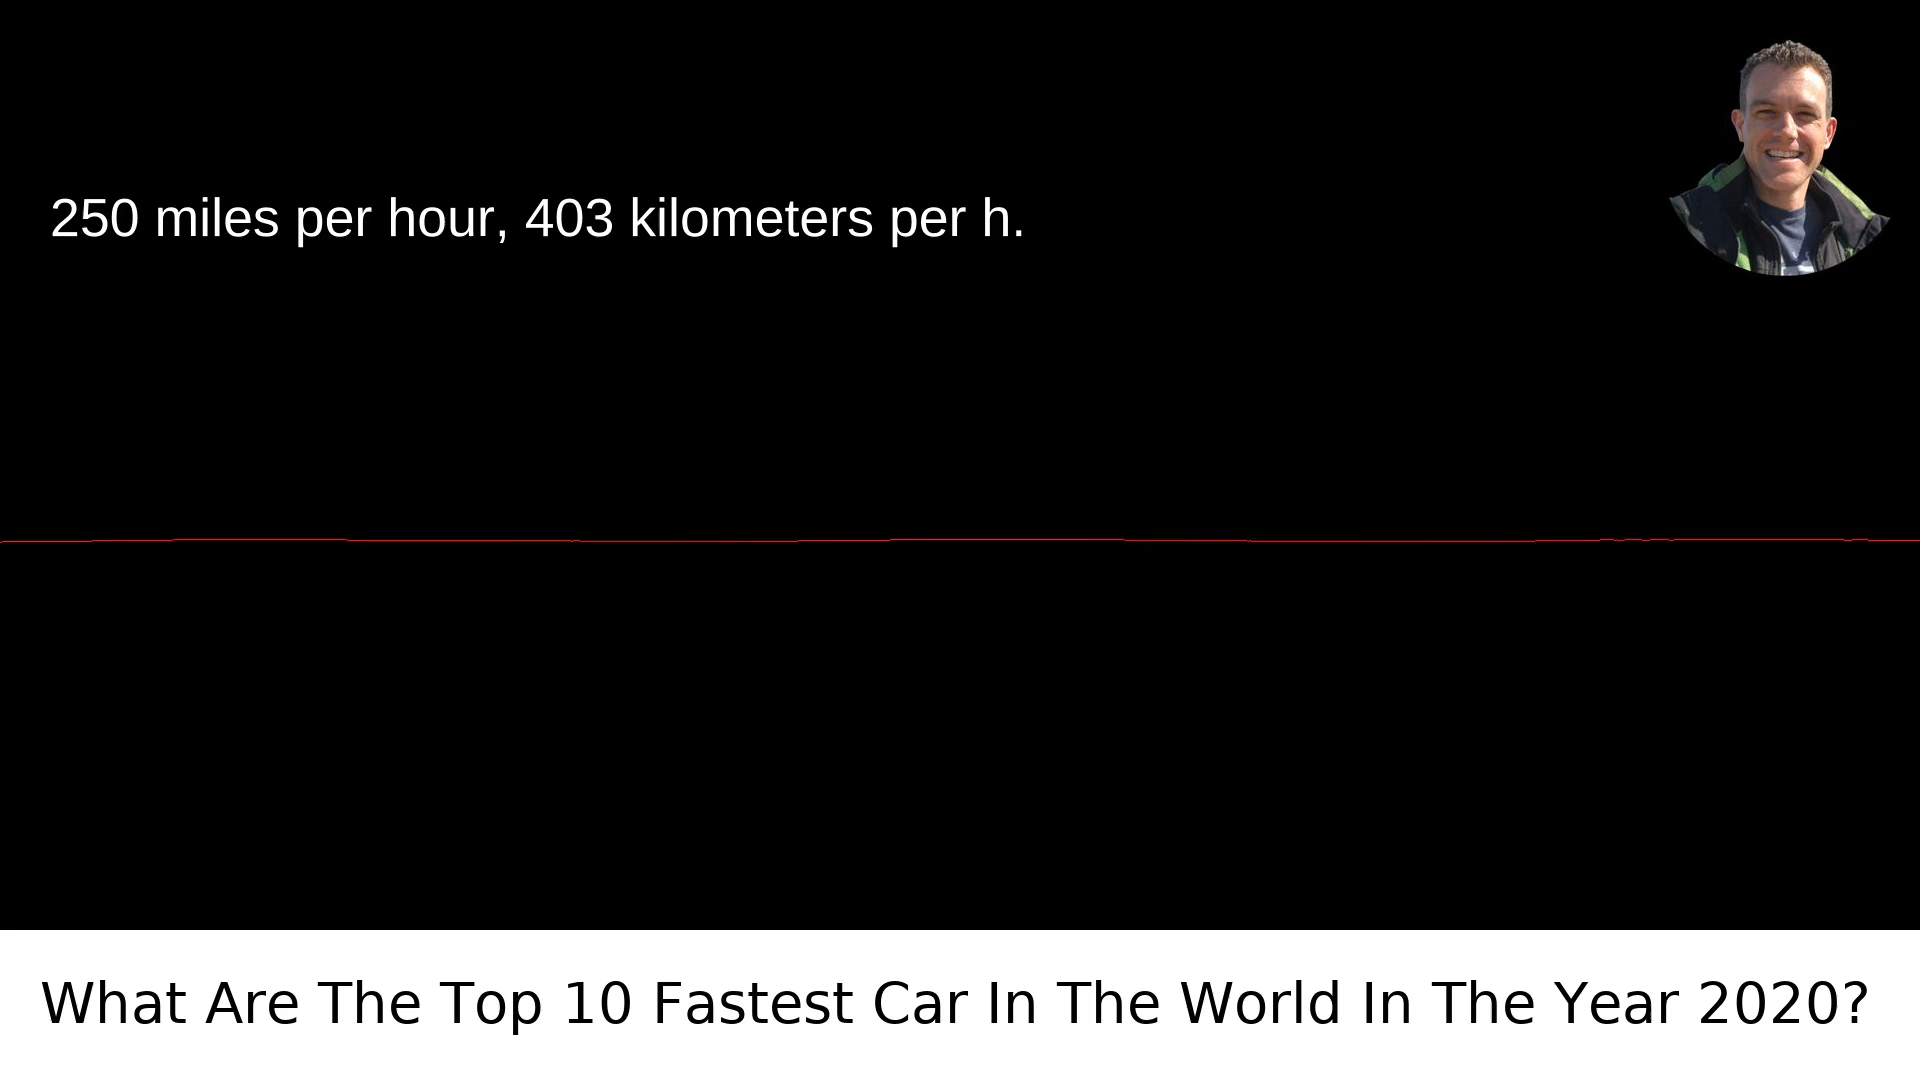 250 miles per hour, 403 kilometers per h.
What Are The Top 10 Fastest Car In The World In The Year 2020?